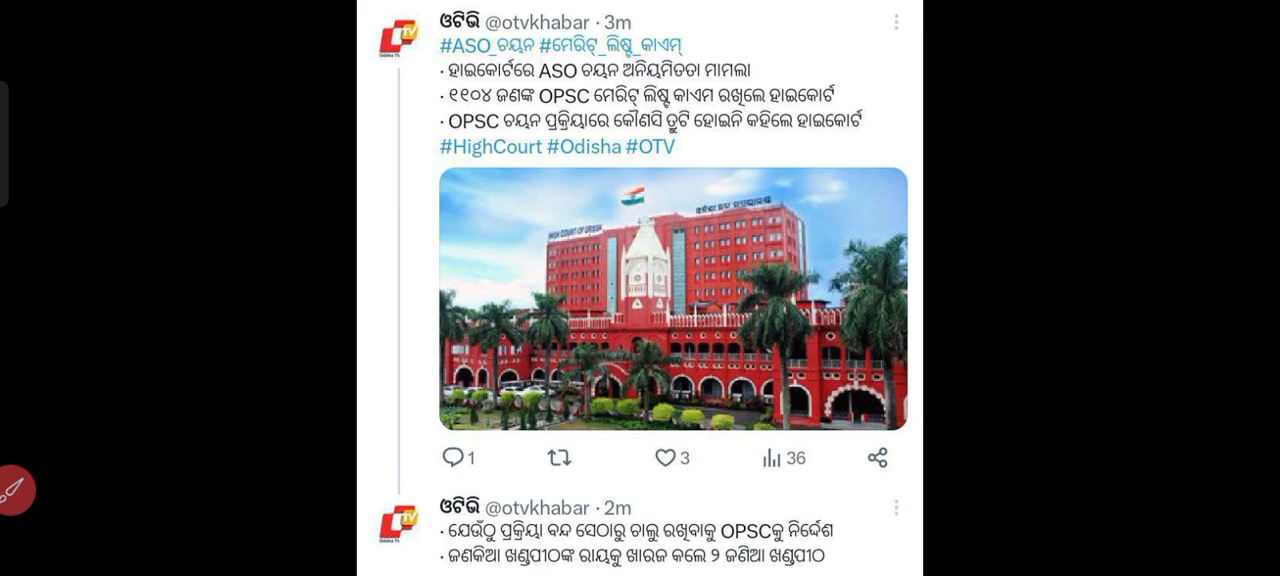 ଓଟିଭି @otvkhabar · 3m
#ASO_ଚୟନ #ମେରିଟ୍_ଲିଷ୍ଟ_କାଏମ୍
· ହାଇକୋର୍ଟରେ ASO ଚୟନ ଅନିୟମିତତା ମାମଲା
· ୧୧୦୪ ଜଣଙ୍କ OPSC ମେରିଟ୍ ଲିଷ୍ଟ କାଏମ ରଖିଲେ ହାଇକୋର୍ଟ
· OPSC ଚୟନ ପ୍ରକ୍ରିୟାରେ କୌଣସି ତ୍ରୁଟି ହୋଇନି କହିଲେ ହାଇକୋର୍ଟ
#HighCourt #Odisha #OTV
HIGH COURT OF ORISSA
1 3 36
ଓଟିଭି @otvkhabar · 2m
· ଯେଉଁଠୁ ପ୍ରକ୍ରିୟା ବନ୍ଦ ସେଠାରୁ ଚାଲୁ ରଖିବାକୁ OPSCକୁ ନିର୍ଦ୍ଦେଶ
· ଜଣକିଆ ଖଣ୍ଡପୀଠଙ୍କ ରାୟକୁ ଖାରଜ କଲେ ୨ ଜଣିଆ ଖଣ୍ଡପୀଠ